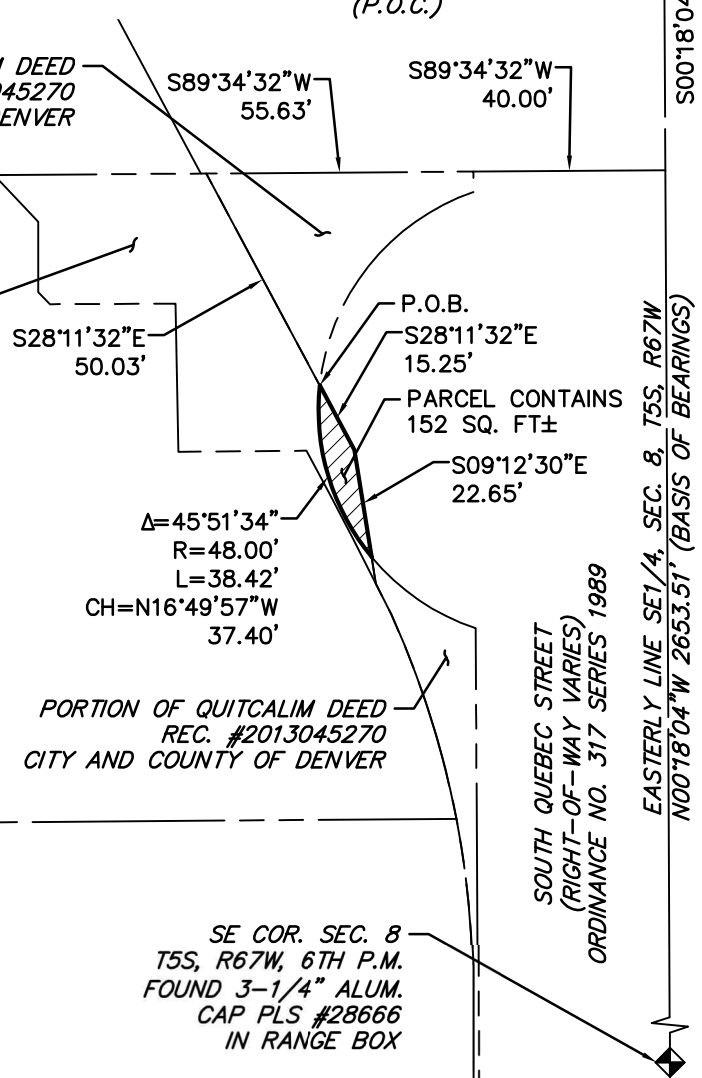 (P.O.C.)
DEED
45270
S89°34'32"W
55.63'
S89°34'32"W
40.00'
S00°18'04
P.O.B.
S28°11'32"E
15.25'
S28°11'32"E
50.03'
PARCEL CONTAINS
152 SQ. FT±
S09°12'30"E
22.65'
Δ=45°51'34"
R=48.00'
L=38.42'
CH=N16°49'57"W
37.40'
PORTION OF QUITCALIM DEED
REC. #2013045270
CITY AND COUNTY OF DENVER
SOUTH QUEBEC STREET
(RIGHT-OF-WAY VARIES)
ORDINANCE NO. 317 SERIES 1989
EASTERLY LINE SE1/4, SEC. 8, T5S, R67W
N00°18'04"W 2653.51' (BASIS OF BEARINGS)
SE COR. SEC. 8
T5S, R67W, 6TH P.M.
FOUND 3-1/4" ALUM.
CAP PLS #28666
IN RANGE BOX